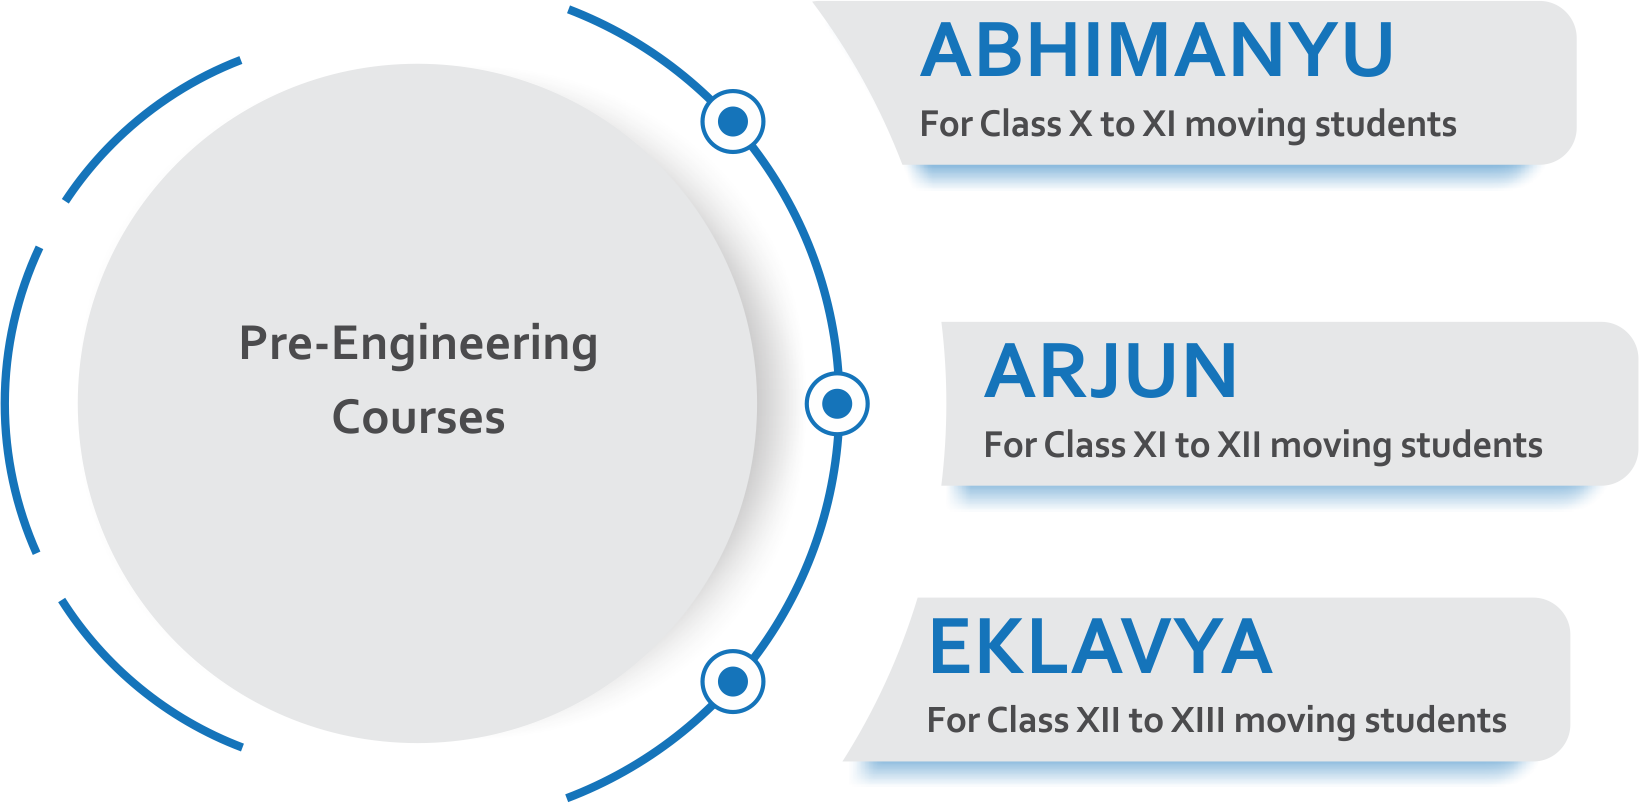 Pre-Engineering
Courses
ABHIMANYU
For Class X to XI moving students
ARJUN
For Class XI to XII moving students
EKLAVYA
For Class XII to XIII moving students